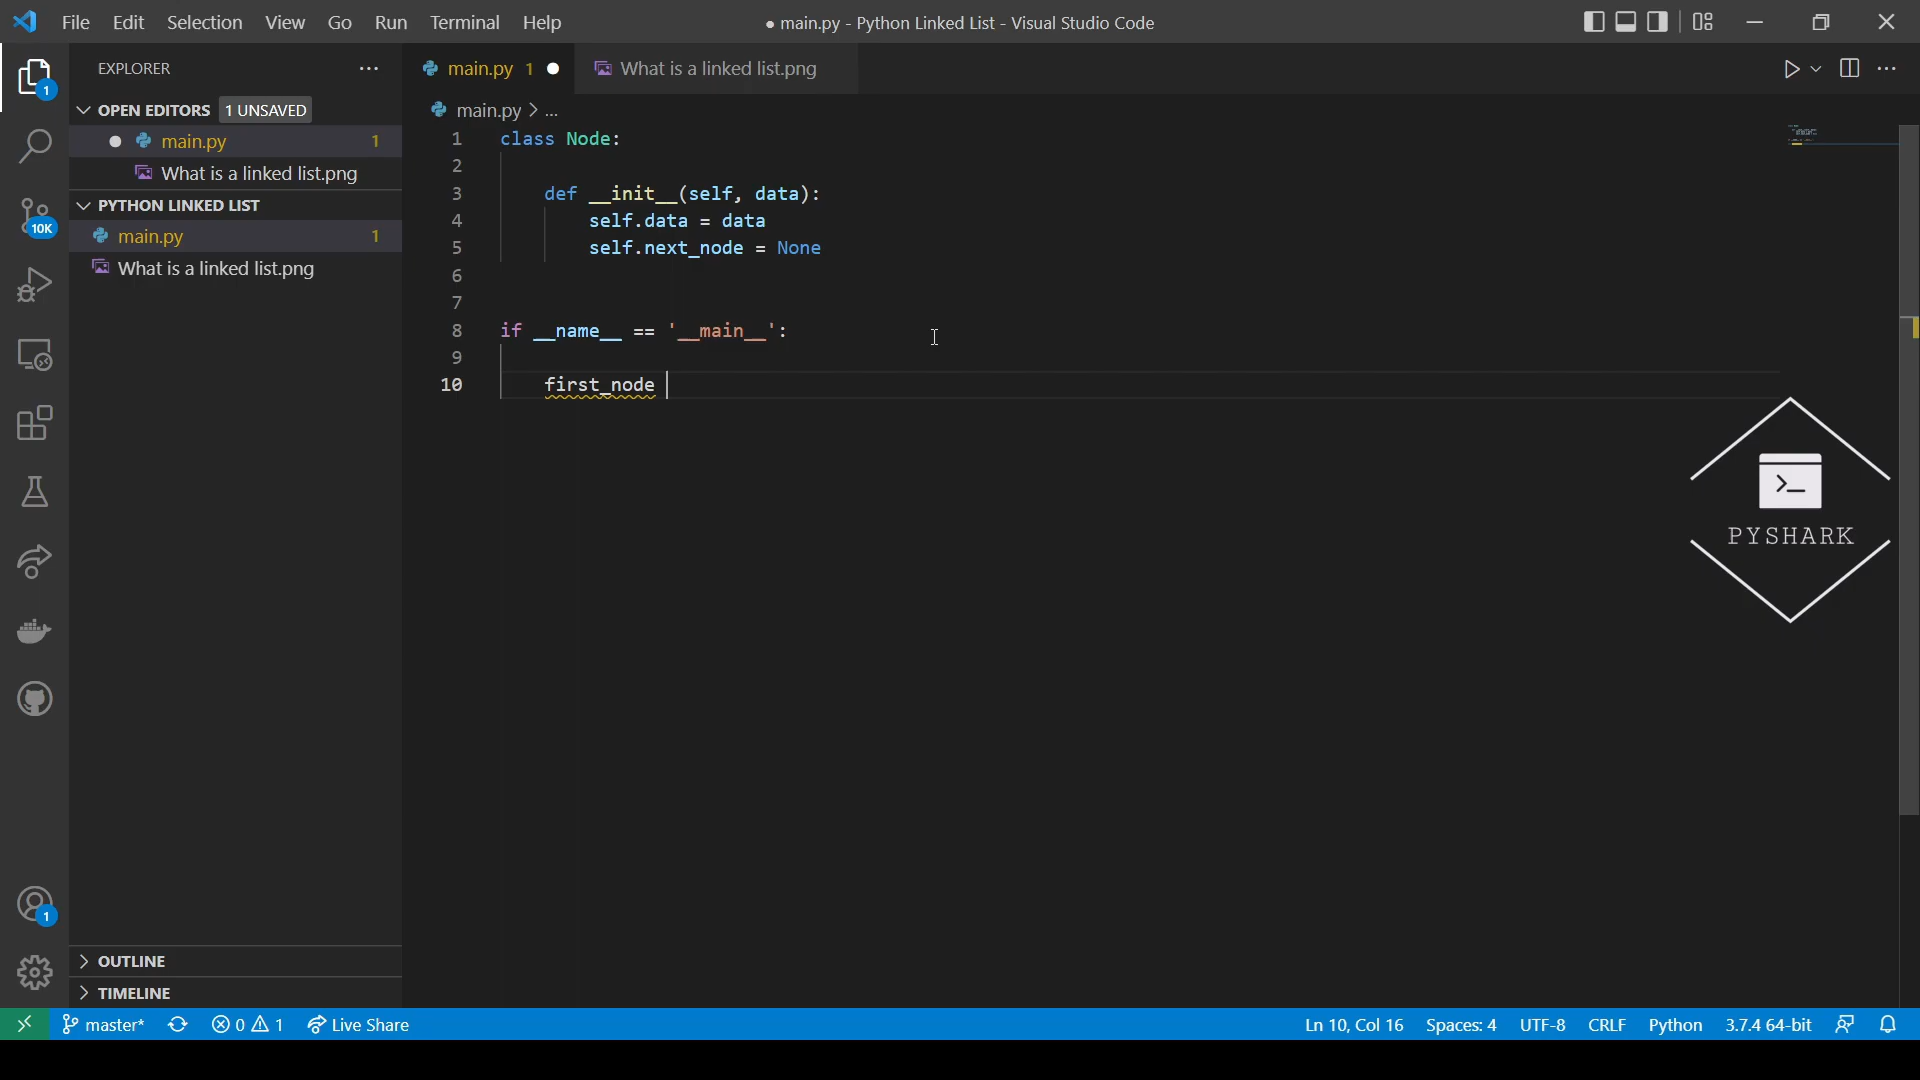 File Edit Selection View Go Run Terminal Help
● main.py - Python Linked List - Visual Studio Code
EXPLORER
OPEN EDITORS 1 UNSAVED
main.py 1
What is a linked list.png
PYTHON LINKED LIST
main.py 1
What is a linked list.png
OUTLINE
TIMELINE
1
10K
1
main.py 1
What is a linked list.png
main.py > ...
1 class Node:
2
3 def __init__(self, data):
4 self.data = data
5 self.next_node = None
6
7
8 if __name__ == '__main__':
9
10 first_node
PYSHARK
master* 0 1 Live Share
Ln 10, Col 16 Spaces: 4 UTF-8 CRLF Python 3.7.4 64-bit